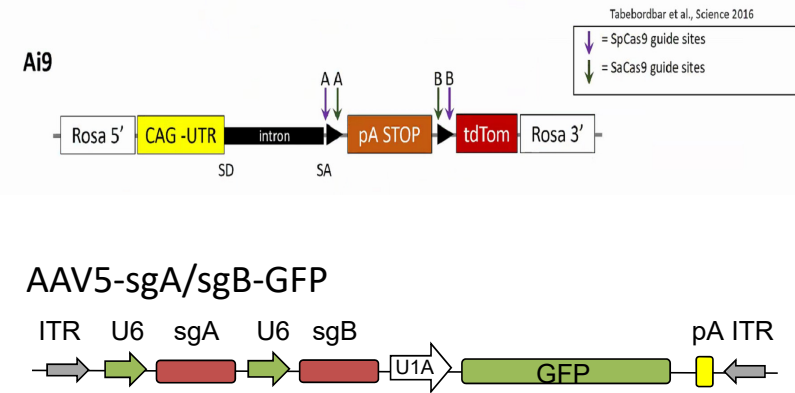 Tabebordbar et al., Science 2016
= SpCas9 guide sites
= SaCas9 guide sites
Ai9
A A B B
Rosa 5′ CAG -UTR intron pA STOP tdTom Rosa 3′
SD SA
AAV5-sgA/sgB-GFP
ITR U6 sgA U6 sgB pA ITR
U1A GFP